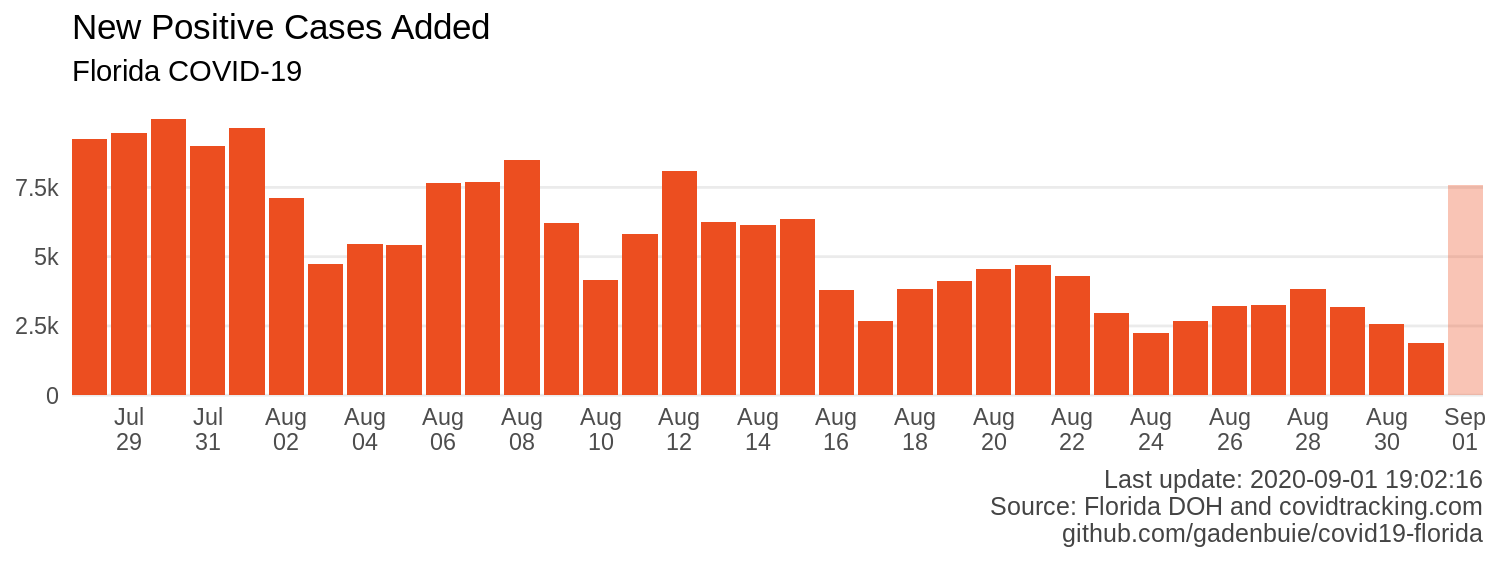 New Positive Cases Added
Florida COVID-19
7.5k
5k
2.5k
0
Jul Jul Aug Aug Aug Aug Aug Aug Aug Aug Aug Aug Aug Aug Aug Aug Aug Sep
29 31 02 04 06 08 10 12 14 16 18 20 22 24 26 28 30 01
Last update: 2020-09-01 19:02:16
Source: Florida DOH and covidtracking.com
github.com/gadenbuie/covid19-florida